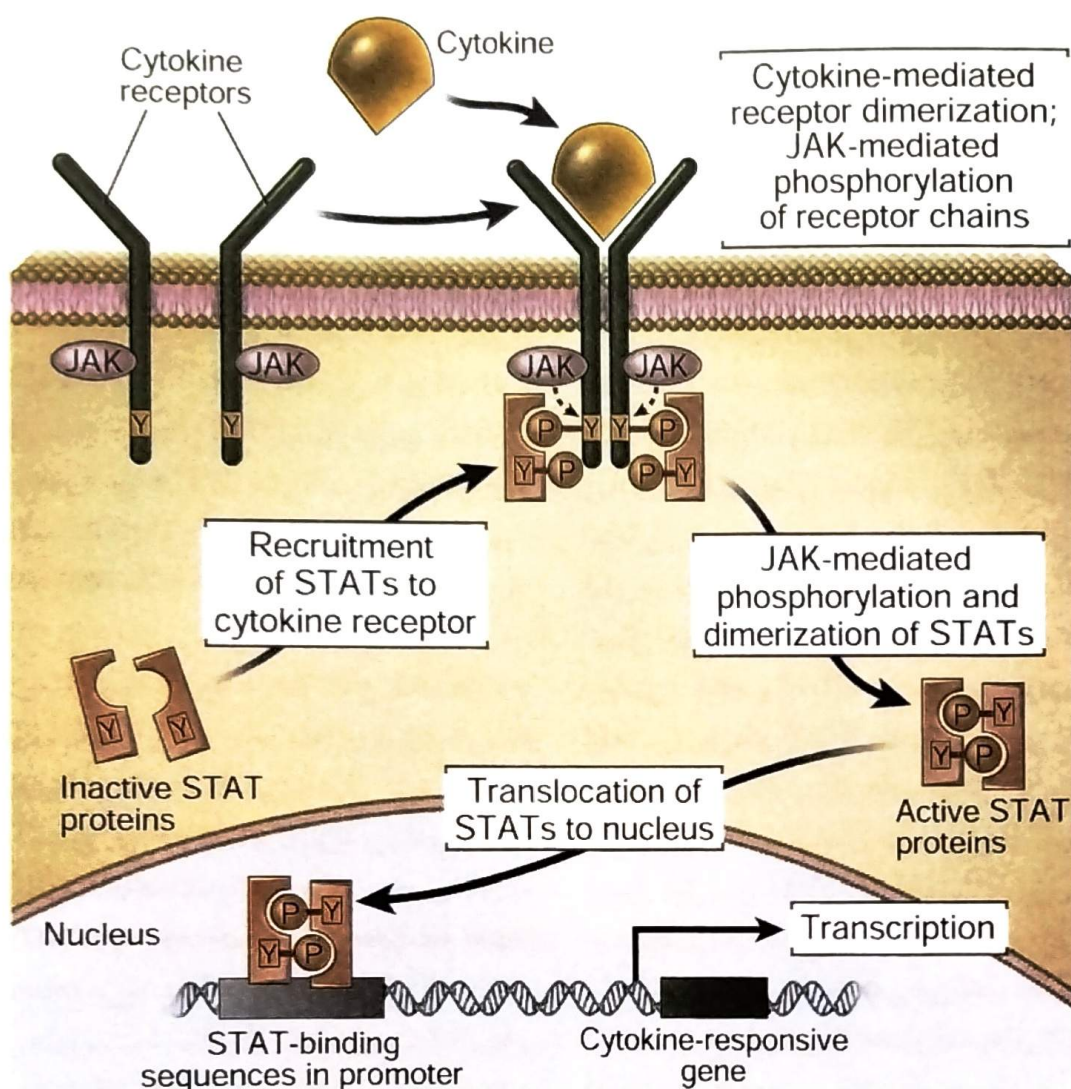 Cytokine
receptors
Cytokine
Cytokine-mediated
receptor dimerization;
JAK-mediated
phosphorylation
of receptor chains
JAK
JAK
JAK
JAK
Y
Y
P
Y
Y
P
Y
P
P
Y
Recruitment
of STATs to
cytokine receptor
JAK-mediated
phosphorylation and
dimerization of STATs
Y
Y
Inactive STAT
proteins
P
Y
Y
P
Active STAT
proteins
Translocation of
STATs to nucleus
Nucleus
P
Y
Y
P
Transcription
STAT-binding
sequences in promoter
Cytokine-responsive
gene